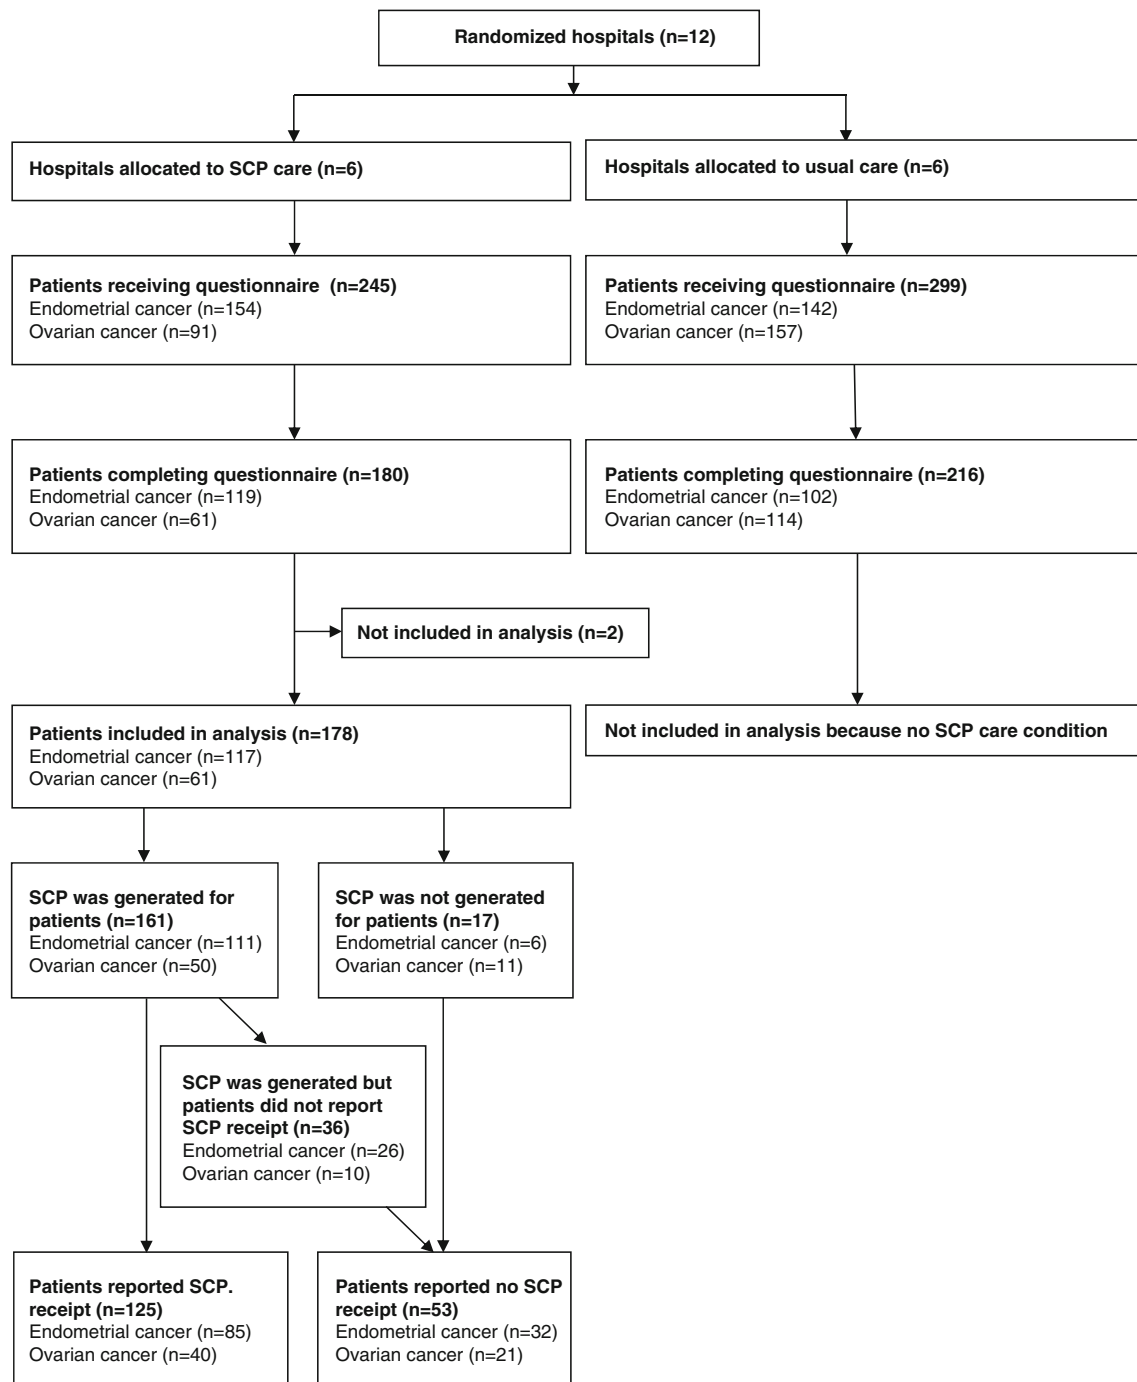 Randomized hospitals (n=12)
Hospitals allocated to SCP care (n=6)
Hospitals allocated to usual care (n=6)
Patients receiving questionnaire (n=245)
Endometrial cancer (n=154)
Ovarian cancer (n=91)
Patients receiving questionnaire (n=299)
Endometrial cancer (n=142)
Ovarian cancer (n=157)
Patients completing questionnaire (n=180)
Endometrial cancer (n=119)
Ovarian cancer (n=61)
Patients completing questionnaire (n=216)
Endometrial cancer (n=102)
Ovarian cancer (n=114)
Not included in analysis (n=2)
Patients included in analysis (n=178)
Endometrial cancer (n=117)
Ovarian cancer (n=61)
Not included in analysis because no SCP care condition
SCP was generated for
patients (n=161)
Endometrial cancer (n=111)
Ovarian cancer (n=50)
SCP was not generated
for patients (n=17)
Endometrial cancer (n=6)
Ovarian cancer (n=11)
SCP was generated but
patients did not report
SCP receipt (n=36)
Endometrial cancer (n=26)
Ovarian cancer (n=10)
Patients reported SCP.
receipt (n=125)
Endometrial cancer (n=85)
Ovarian cancer (n=40)
Patients reported no SCP
receipt (n=53)
Endometrial cancer (n=32)
Ovarian cancer (n=21)